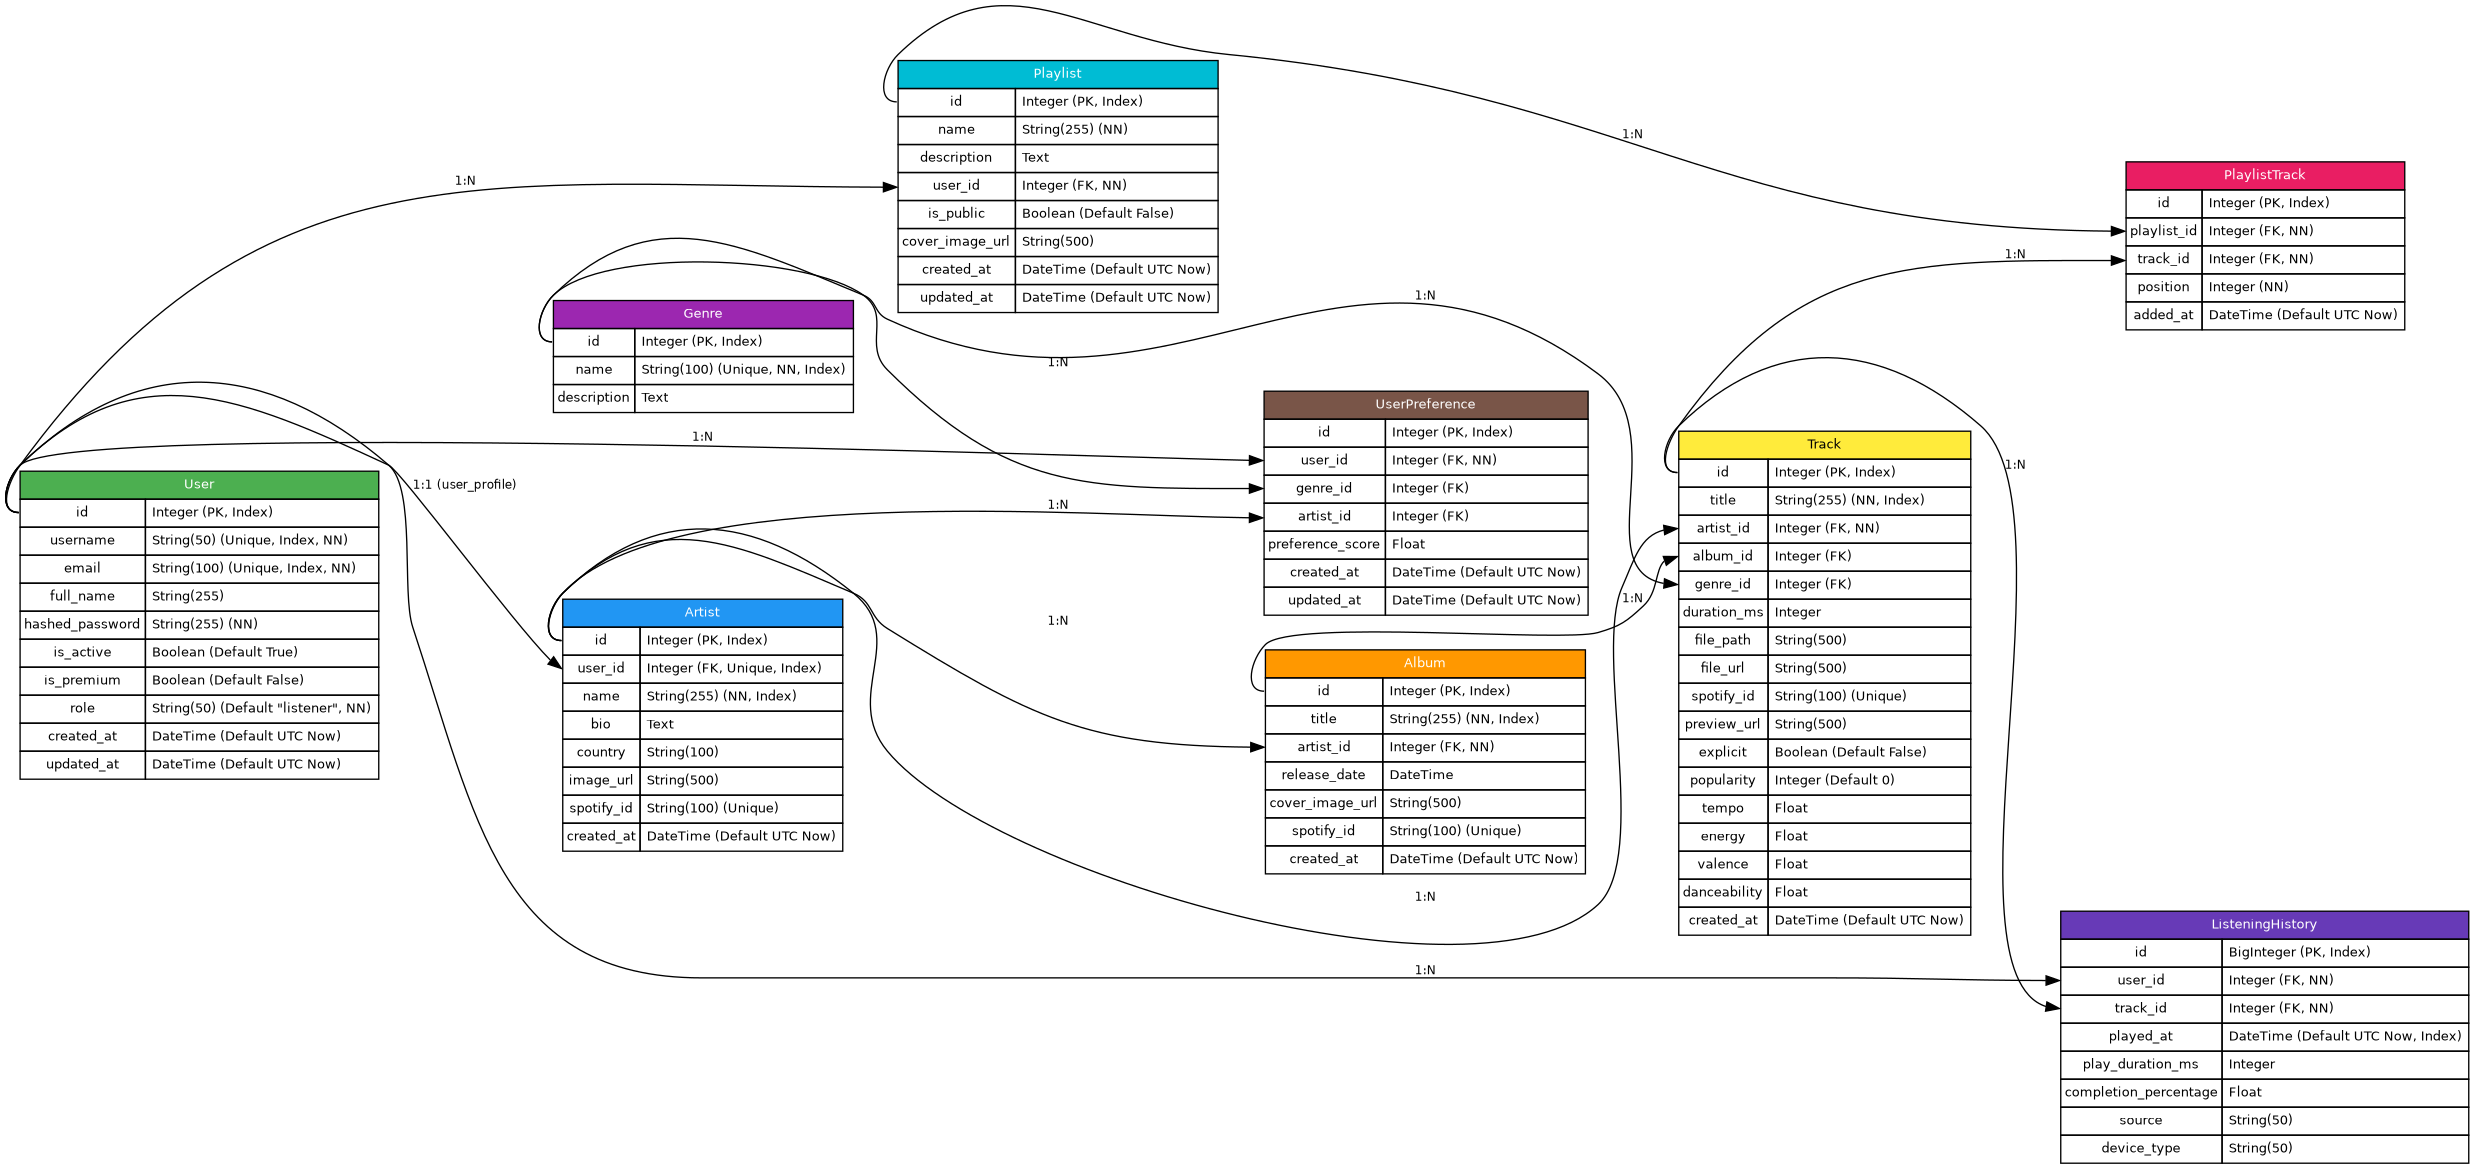 Playlist
id Integer (PK, Index)
name String(255) (NN)
description Text
user_id Integer (FK, NN)
is_public Boolean (Default False)
cover_image_url String(500)
created_at DateTime (Default UTC Now)
updated_at DateTime (Default UTC Now)
1:N
1:N
PlaylistTrack
id Integer (PK, Index)
playlist_id Integer (FK, NN)
track_id Integer (FK, NN)
position Integer (NN)
added_at DateTime (Default UTC Now)
1:N
Genre
id Integer (PK, Index)
name String(100) (Unique, NN, Index)
description Text
1:N
1:N
UserPreference
id Integer (PK, Index)
user_id Integer (FK, NN)
genre_id Integer (FK)
artist_id Integer (FK)
preference_score Float
created_at DateTime (Default UTC Now)
updated_at DateTime (Default UTC Now)
1:N
1:1 (user_profile)
1:N
1:N
1:N
1:N
User
id Integer (PK, Index)
username String(50) (Unique, Index, NN)
email String(100) (Unique, Index, NN)
full_name String(255)
hashed_password String(255) (NN)
is_active Boolean (Default True)
is_premium Boolean (Default False)
role String(50) (Default "listener", NN)
created_at DateTime (Default UTC Now)
updated_at DateTime (Default UTC Now)
Artist
id Integer (PK, Index)
user_id Integer (FK, Unique, Index)
name String(255) (NN, Index)
bio Text
country String(100)
image_url String(500)
spotify_id String(100) (Unique)
created_at DateTime (Default UTC Now)
Album
id Integer (PK, Index)
title String(255) (NN, Index)
artist_id Integer (FK, NN)
release_date DateTime
cover_image_url String(500)
spotify_id String(100) (Unique)
created_at DateTime (Default UTC Now)
Track
id Integer (PK, Index)
title String(255) (NN, Index)
artist_id Integer (FK, NN)
album_id Integer (FK)
genre_id Integer (FK)
duration_ms Integer
file_path String(500)
file_url String(500)
spotify_id String(100) (Unique)
preview_url String(500)
explicit Boolean (Default False)
popularity Integer (Default 0)
tempo Float
energy Float
valence Float
danceability Float
created_at DateTime (Default UTC Now)
1:N
1:N
ListeningHistory
id BigInteger (PK, Index)
user_id Integer (FK, NN)
track_id Integer (FK, NN)
played_at DateTime (Default UTC Now, Index)
play_duration_ms Integer
completion_percentage Float
source String(50)
device_type String(50)